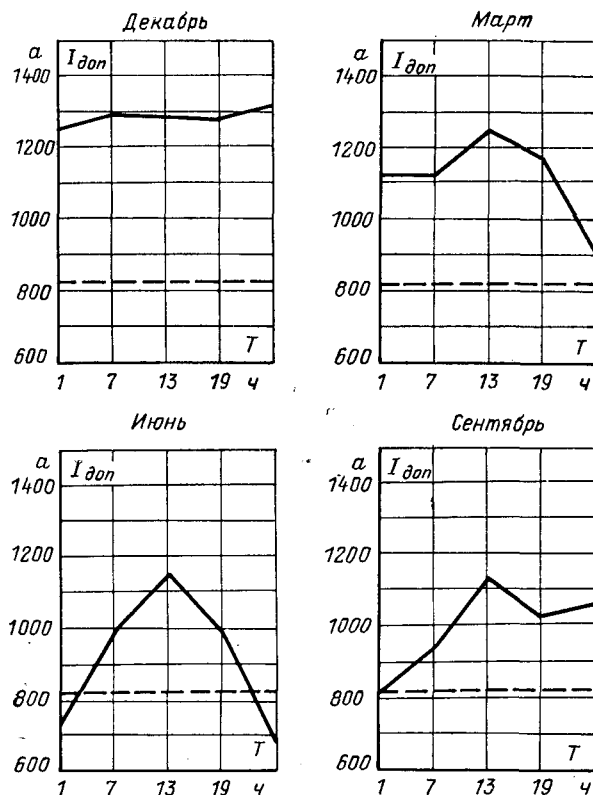 Декабрь
а I доп
1400
1200
1000
800
600
T
1 7 13 19 ч
Март
а I доп
1400
1200
1000
800
600
T
1 7 13 19 ч
Июнь
а I доп
1400
1200
1000
800
600
T
1 7 13 19 ч
Сентябрь
а I доп
1400
1200
1000
800
600
T
1 7 13 19 ч